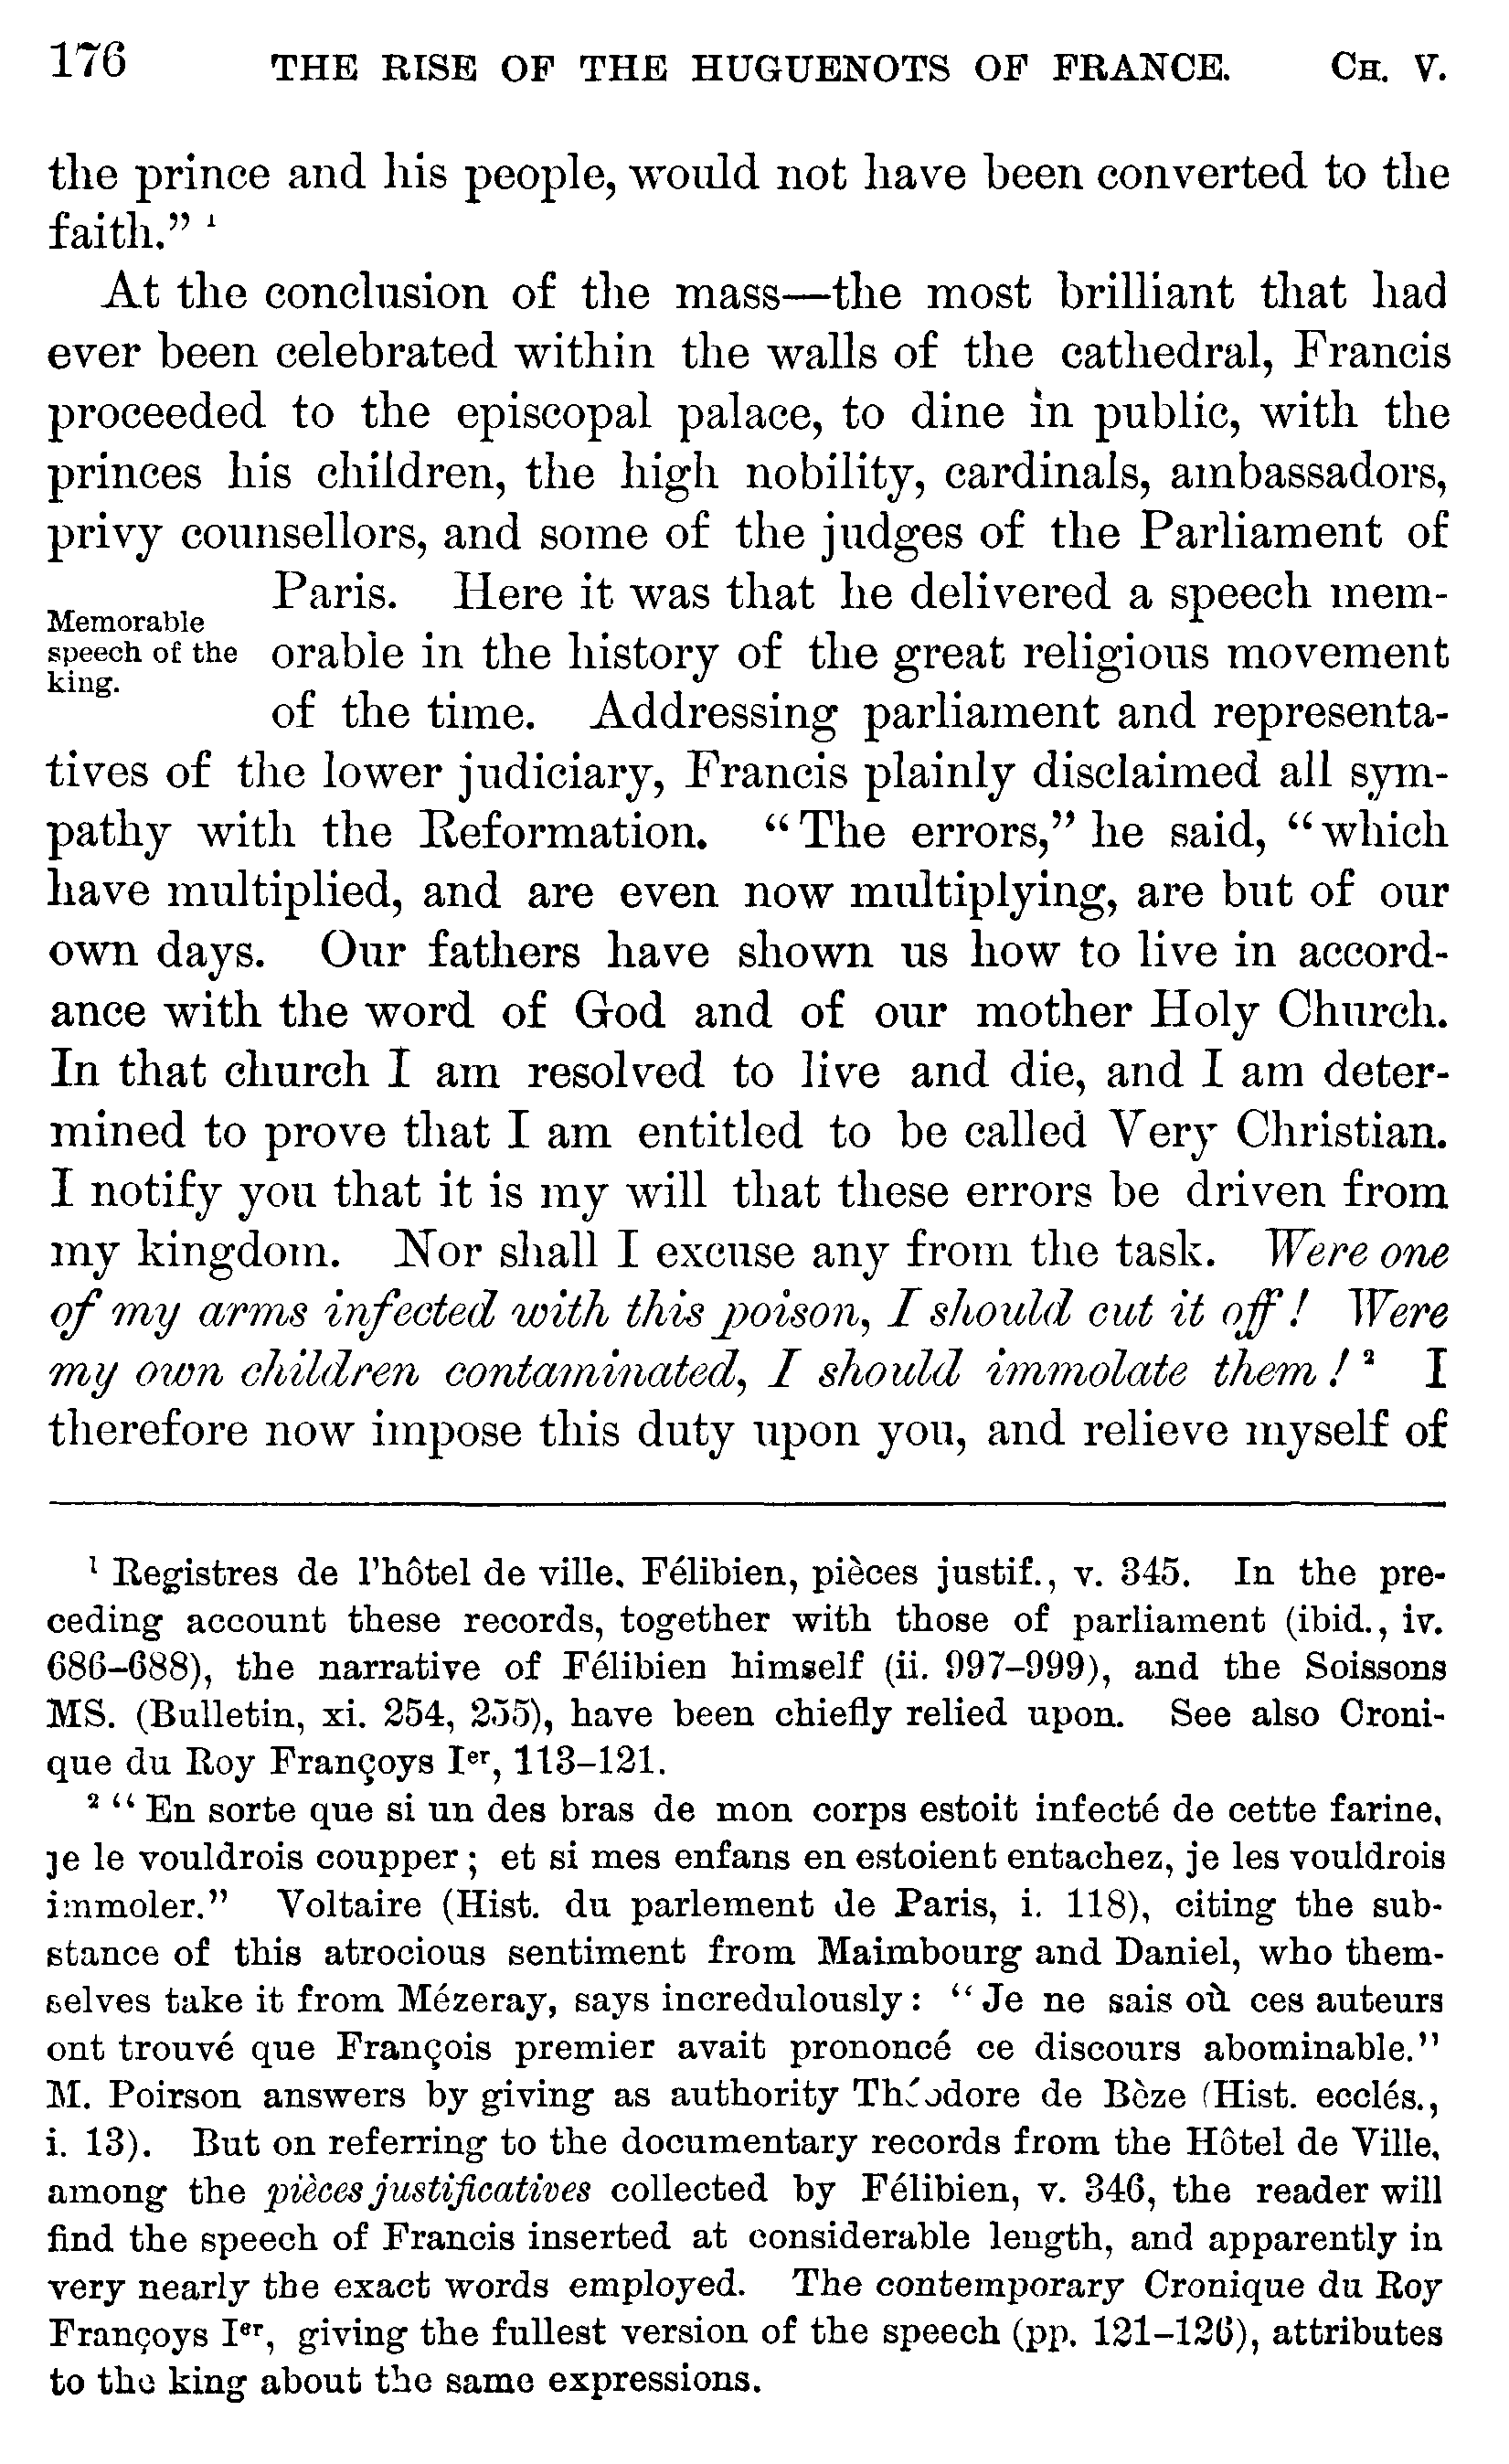 176 THE RISE OF THE HUGUENOTS OF FRANCE. CH. V.
the prince and his people, would not have been converted to the
faith.” ¹
At the conclusion of the mass—the most brilliant that had
ever been celebrated within the walls of the cathedral, Francis
proceeded to the episcopal palace, to dine in public, with the
princes his children, the high nobility, cardinals, ambassadors,
privy counsellors, and some of the judges of the Parliament of
Memorable
speech of the
king.
Paris. Here it was that he delivered a speech mem-
orable in the history of the great religious movement
of the time. Addressing parliament and representa-
tives of the lower judiciary, Francis plainly disclaimed all sym-
pathy with the Reformation. “The errors,” he said, “which
have multiplied, and are even now multiplying, are but of our
own days. Our fathers have shown us how to live in accord-
ance with the word of God and of our mother Holy Church.
In that church I am resolved to live and die, and I am deter-
mined to prove that I am entitled to be called Very Christian.
I notify you that it is my will that these errors be driven from
my kingdom. Nor shall I excuse any from the task. Were one
of my arms infected with this poison, I should cut it off! Were
my own children contaminated, I should immolate them! ² I
therefore now impose this duty upon you, and relieve myself of
¹ Registres de l’hôtel de ville, Félibien, pièces justif., v. 345. In the pre-
ceding account these records, together with those of parliament (ibid., iv.
686–688), the narrative of Félibien himself (ii. 997–999), and the Soissons
MS. (Bulletin, xi. 254, 255), have been chiefly relied upon. See also Croni-
que du Roy Françoys Iᵉʳ, 113–121.
² “En sorte que si un des bras de mon corps estoit infecté de cette farine,
je le vouldrois coupper; et si mes enfans en estoient entachez, je les vouldrois
immoler.” Voltaire (Hist. du parlement de Paris, i. 118), citing the sub-
stance of this atrocious sentiment from Maimbourg and Daniel, who them-
selves take it from Mézeray, says incredulously: “Je ne sais où ces auteurs
ont trouvé que François premier avait prononcé ce discours abominable.”
M. Poirson answers by giving as authority Théodore de Bèze (Hist. ecclés.,
i. 13). But on referring to the documentary records from the Hôtel de Ville,
among the pièces justificatives collected by Félibien, v. 346, the reader will
find the speech of Francis inserted at considerable length, and apparently in
very nearly the exact words employed. The contemporary Cronique du Roy
Françoys Iᵉʳ, giving the fullest version of the speech (pp. 121–126), attributes
to the king about the same expressions.